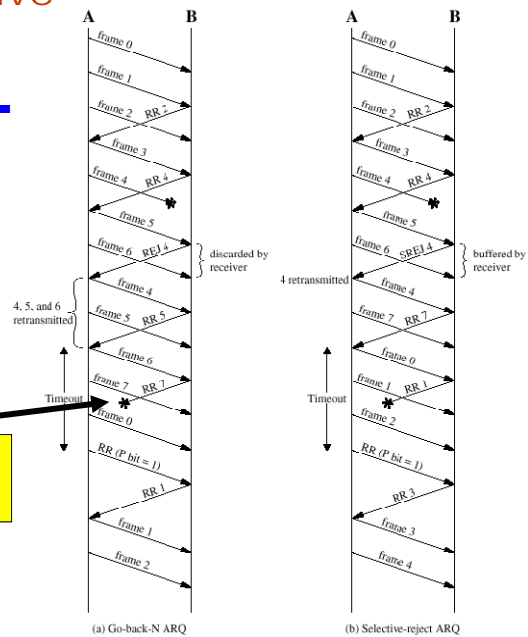 A B
frame 0
frame 1
frame 2
RR 2
frame 3
frame 4
RR 4
frame 5
frame 6
REJ 4
discarded by
receiver
4, 5, and 6
retransmitted
frame 4
frame 5
RR 5
frame 6
Timeout
frame 7
RR 7
frame 0
RR (P bit = 1)
RR 1
frame 1
frame 2
(a) Go-back-N ARQ
A B
frame 0
frame 1
frame 2
RR 2
frame 3
frame 4
RR 4
frame 5
frame 6
SREJ 4
buffered by
receiver
4 retransmitted
frame 4
frame 7
RR 7
frame 0
Timeout
frame 1
RR 1
frame 2
RR (P bit = 1)
RR 3
frame 3
frame 4
(b) Selective-reject ARQ